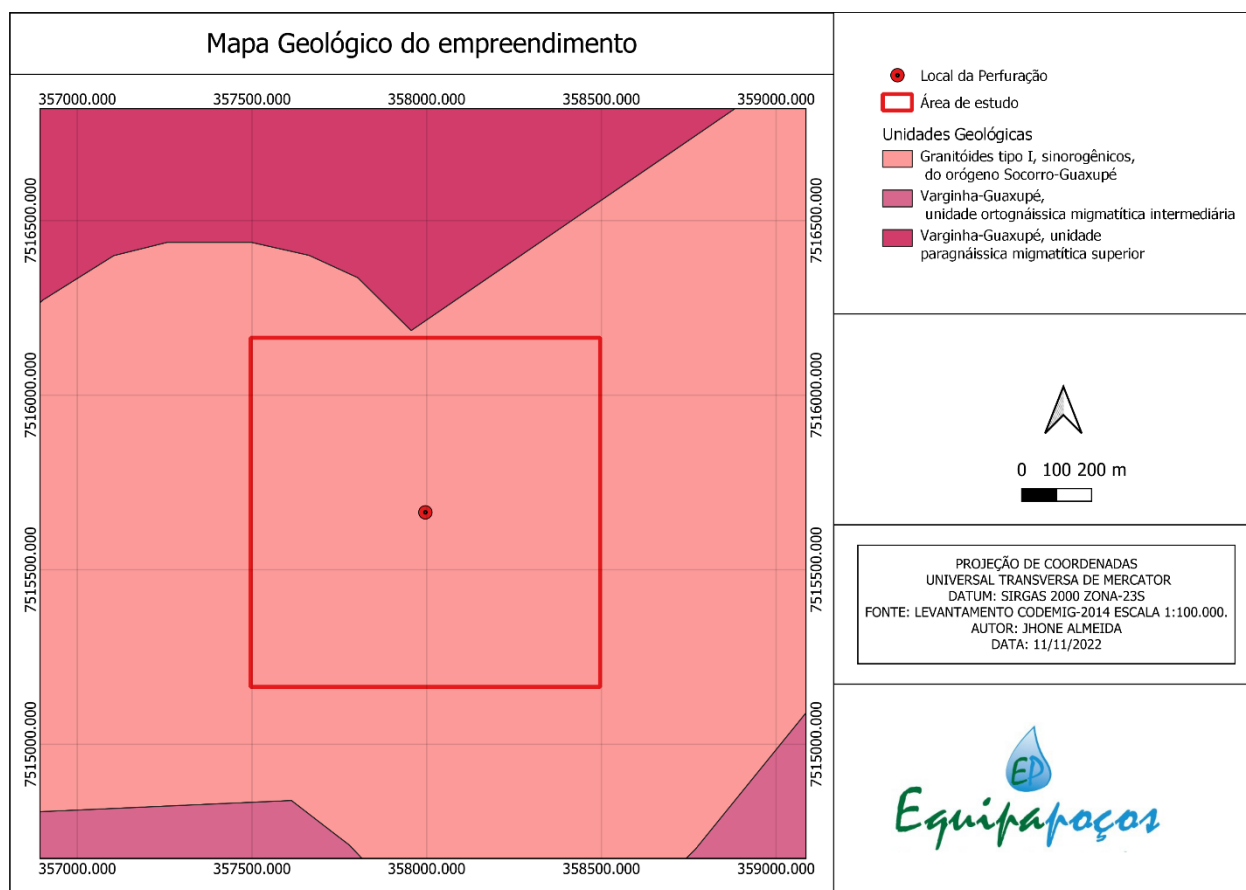 Mapa Geológico do empreendimento
357000.000 357500.000 358000.000 358500.000 359000.000
7516500.000
7516000.000
7515500.000
7515000.000
7516500.000
7516000.000
7515500.000
7515000.000
357000.000 357500.000 358000.000 358500.000 359000.000
Local da Perfuração
Área de estudo
Unidades Geológicas
Granitóides tipo I, sinorogênicos,
do orógeno Socorro-Guaxupé
Varginha-Guaxupé,
unidade ortognáissica migmatítica intermediária
Varginha-Guaxupé, unidade
paragnáissica migmatítica superior
0 100 200 m
PROJEÇÃO DE COORDENADAS
UNIVERSAL TRANSVERSA DE MERCATOR
DATUM: SIRGAS 2000 ZONA-23S
FONTE: LEVANTAMENTO CODEMIG-2014 ESCALA 1:100.000.
AUTOR: JHONE ALMEIDA
DATA: 11/11/2022
EP
Equipapoços